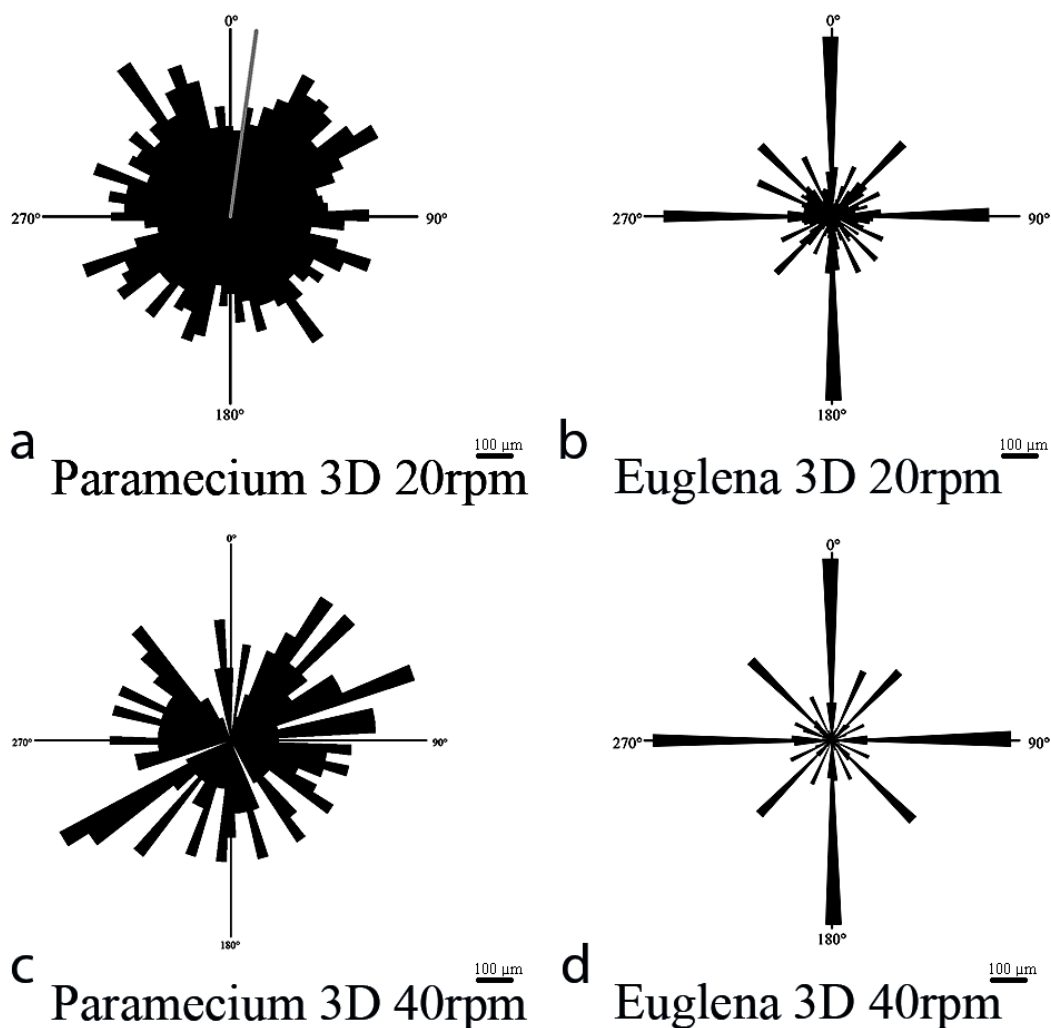 0°
0°
270°
90°
270°
90°
180°
180°
a
100 µm
Paramecium 3D 20rpm
b
100 µm
Euglena 3D 20rpm
0°
0°
270°
90°
270°
90°
180°
180°
c
100 µm
Paramecium 3D 40rpm
d
100 µm
Euglena 3D 40rpm